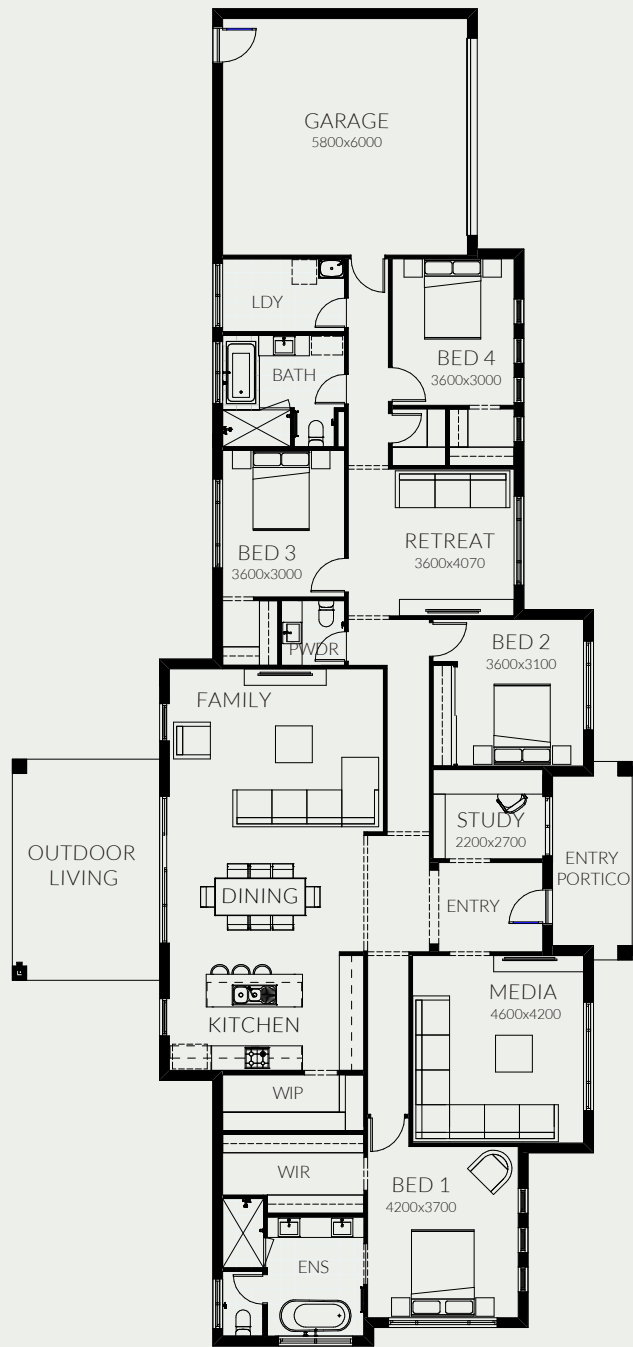 GARAGE
5800x6000
LDY
BED 4
3600x3000
BATH
BED 3
3600x3000
RETREAT
3600x4070
PWDR
BED 2
3600x3100
FAMILY
STUDY
2200x2700
OUTDOOR
LIVING
DINING
ENTRY
ENTRY
PORTICO
MEDIA
4600x4200
KITCHEN
WIP
WIR
BED 1
4200x3700
ENS